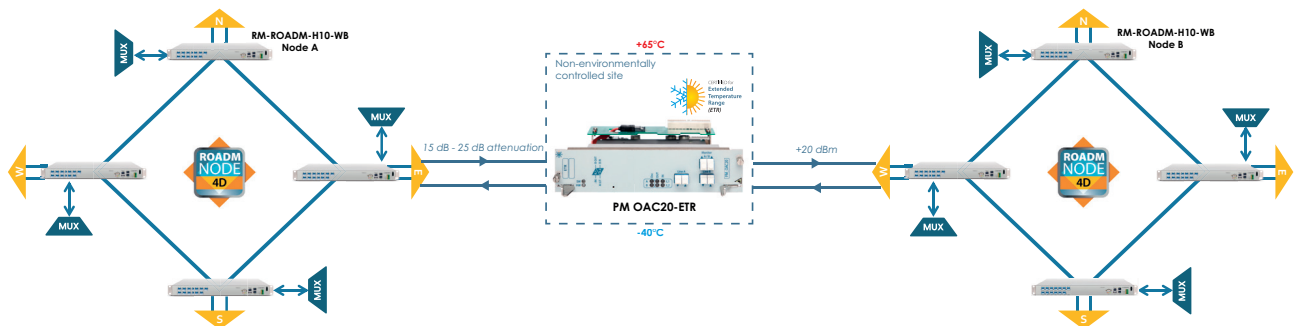 N
RM-ROADM-H10-WB
Node A
MUX
MUX
W
ROADM
NODE
4D
E
15 dB - 25 dB attenuation
MUX
MUX
S
+65°C
Non-environmentally
controlled site
Extended
Temperature
Range
(ETR)
PM OAC20-ETR
-40°C
+20 dBm
N
RM-ROADM-H10-WB
Node B
MUX
MUX
W
ROADM
NODE
4D
E
MUX
MUX
S